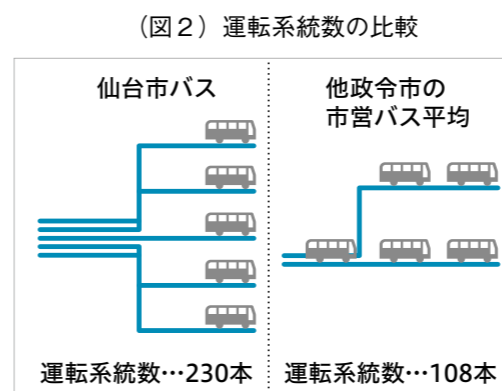 （図２）運転系統数の比較
仙台市バス
運転系統数…230本
他政令市の
市営バス平均
運転系統数…108本